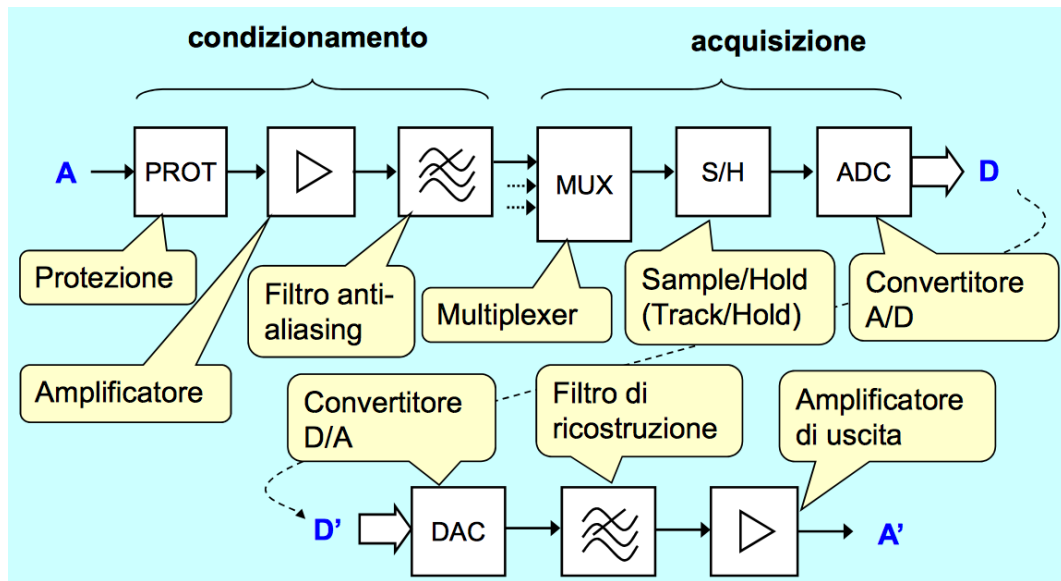 condizionamento
acquisizione
A
PROT
MUX
S/H
ADC
D
Protezione
Amplificatore
Filtro anti-
aliasing
Multiplexer
Sample/Hold
(Track/Hold)
Convertitore
A/D
Convertitore
D/A
Filtro di
ricostruzione
Amplificatore
di uscita
D'
DAC
A'